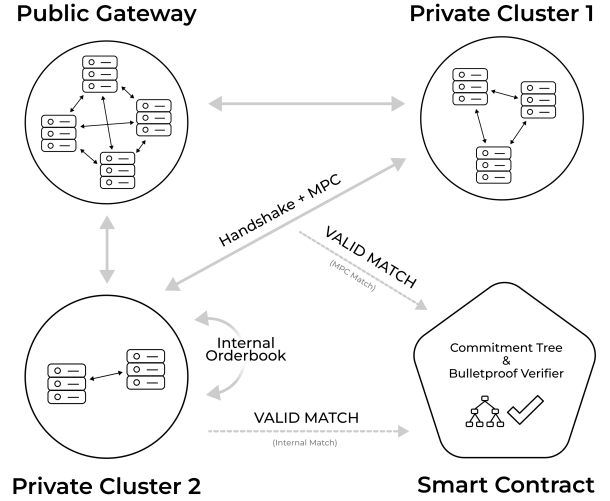 Public Gateway
Private Cluster 1
Handshake + MPC
VALID MATCH
(MPC Match)
Internal
Orderbook
Commitment Tree
&
Bulletproof Verifier
VALID MATCH
(Internal Match)
Private Cluster 2
Smart Contract